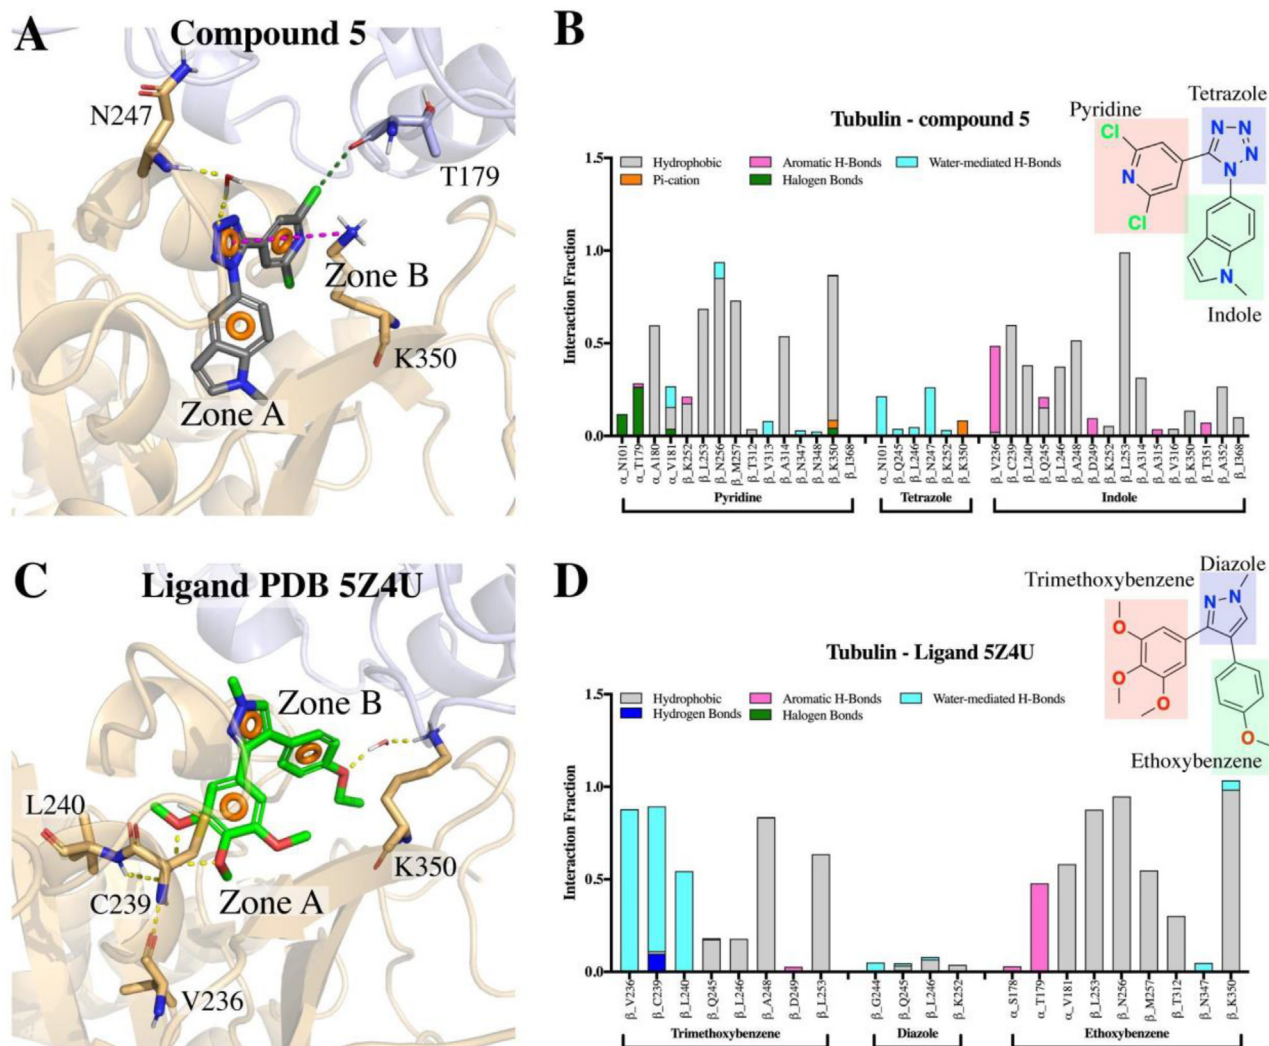 A
Compound 5
N247
T179
Zone B
K350
Zone A
B
Tubulin - compound 5
Pyridine
Tetrazole
Cl
N
Cl
N
N
N
N
N
Indole
Hydrophobic
Aromatic H-Bonds
Water-mediated H-Bonds
Pi-cation
Halogen Bonds
Interaction Fraction
1.5
1.0
0.5
0.0
α_N101
α_T179
α_A180
α_V181
β_K252
β_L253
β_N256
β_M257
β_T312
β_V313
β_A314
β_N347
β_N348
β_K350
β_I368
α_N101
β_Q245
β_L246
β_N247
β_K252
β_K350
β_V236
β_C239
β_L240
β_Q245
β_L246
β_A248
β_D249
β_K252
β_L253
β_A314
β_A315
β_V316
β_K350
β_T351
β_A352
β_I368
Pyridine
Tetrazole
Indole
C
Ligand PDB 5Z4U
Zone B
L240
K350
C239
Zone A
V236
D
Tubulin - Ligand 5Z4U
Trimethoxybenzene
Diazole
O
O
O
N
N
O
Ethoxybenzene
Hydrophobic
Aromatic H-Bonds
Water-mediated H-Bonds
Hydrogen Bonds
Halogen Bonds
Interaction Fraction
1.5
1.0
0.5
0.0
β_V236
β_C239
β_L240
β_Q245
β_L246
β_A248
β_D249
β_L253
β_G244
β_Q245
β_L246
β_K252
α_S178
α_T179
α_V181
β_L253
β_N256
β_M257
β_T312
β_N347
β_K350
Trimethoxybenzene
Diazole
Ethoxybenzene